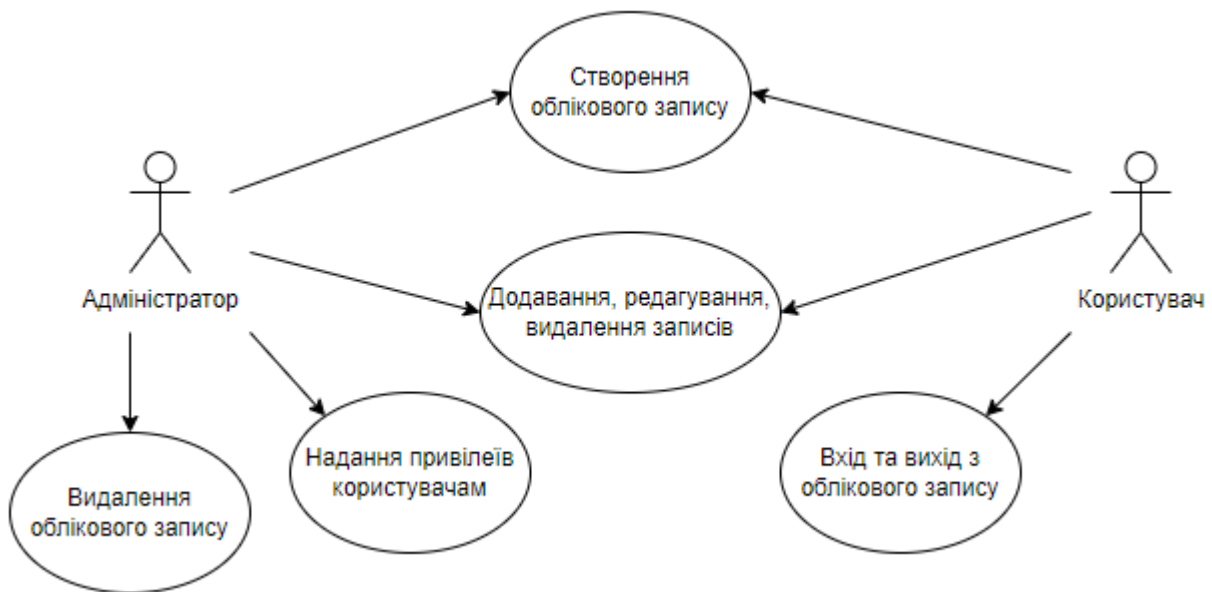 Створення
облікового запису
Адміністратор
Додавання, редагування,
видалення записів
Користувач
Видалення
облікового запису
Надання привілеїв
користувачам
Вхід та вихід з
облікового запису